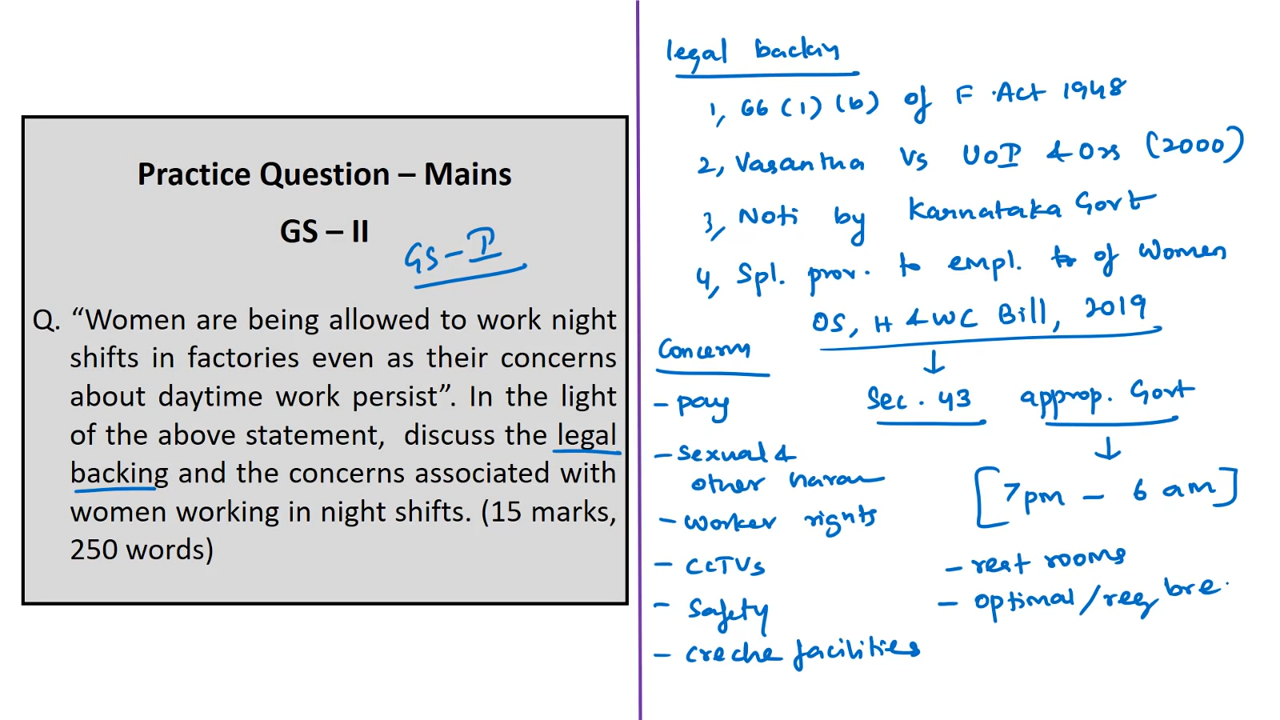 Practice Question – Mains
GS – II
GS – I
Q. “Women are being allowed to work night
shifts in factories even as their concerns
about daytime work persist”. In the light
of the above statement, discuss the legal
backing and the concerns associated with
women working in night shifts. (15 marks,
250 words)
legal backin
1, 66 (1) (b) of F. Act 1948
2, Vasantha Vs UOI & Ors (2000)
3, Noti by Karnataka Govt
4, Spl. prov. to empl. of Women
OS, H & WC Bill, 2019
Sec. 43
approp. Govt
[7pm – 6 am]
- rest rooms
- optimal/reg bre.
Concerns
- pay
- Sexual &
other haram
- Worker rights
- CCTVs
- Safety
- creche facilities